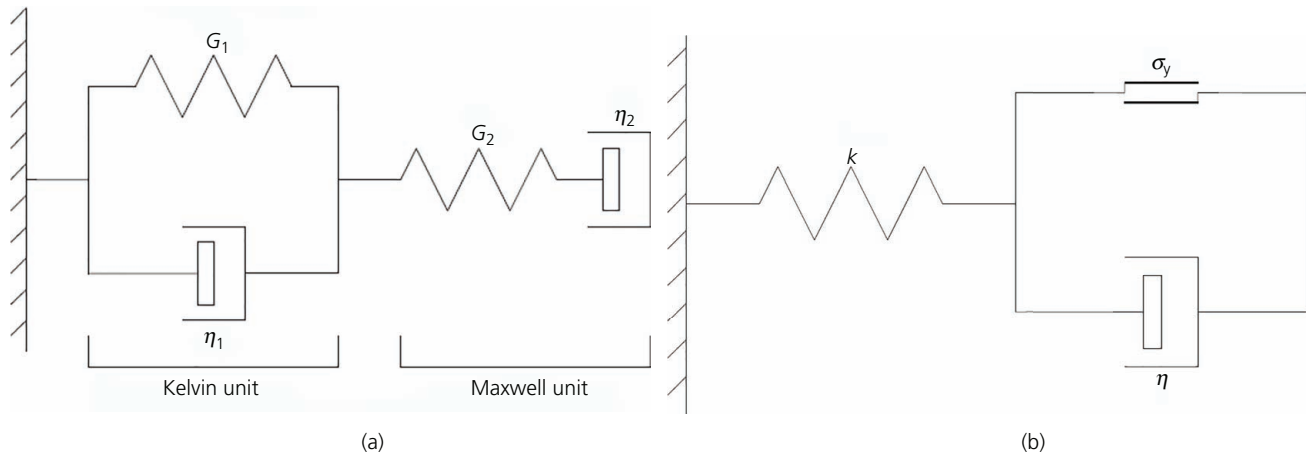 G₁
G₂
η₂
η₁
Kelvin unit
Maxwell unit
(a)
σy
k
η
(b)